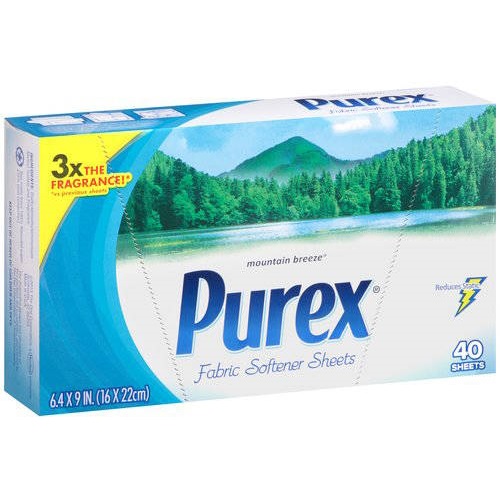 Purex®
3x THE
FRAGRANCE!*
*vs previous sheets
mountain breeze®
Purex®
Fabric Softener Sheets
Reduces Static
40
SHEETS
6.4 X 9 IN. (16 X 22cm)